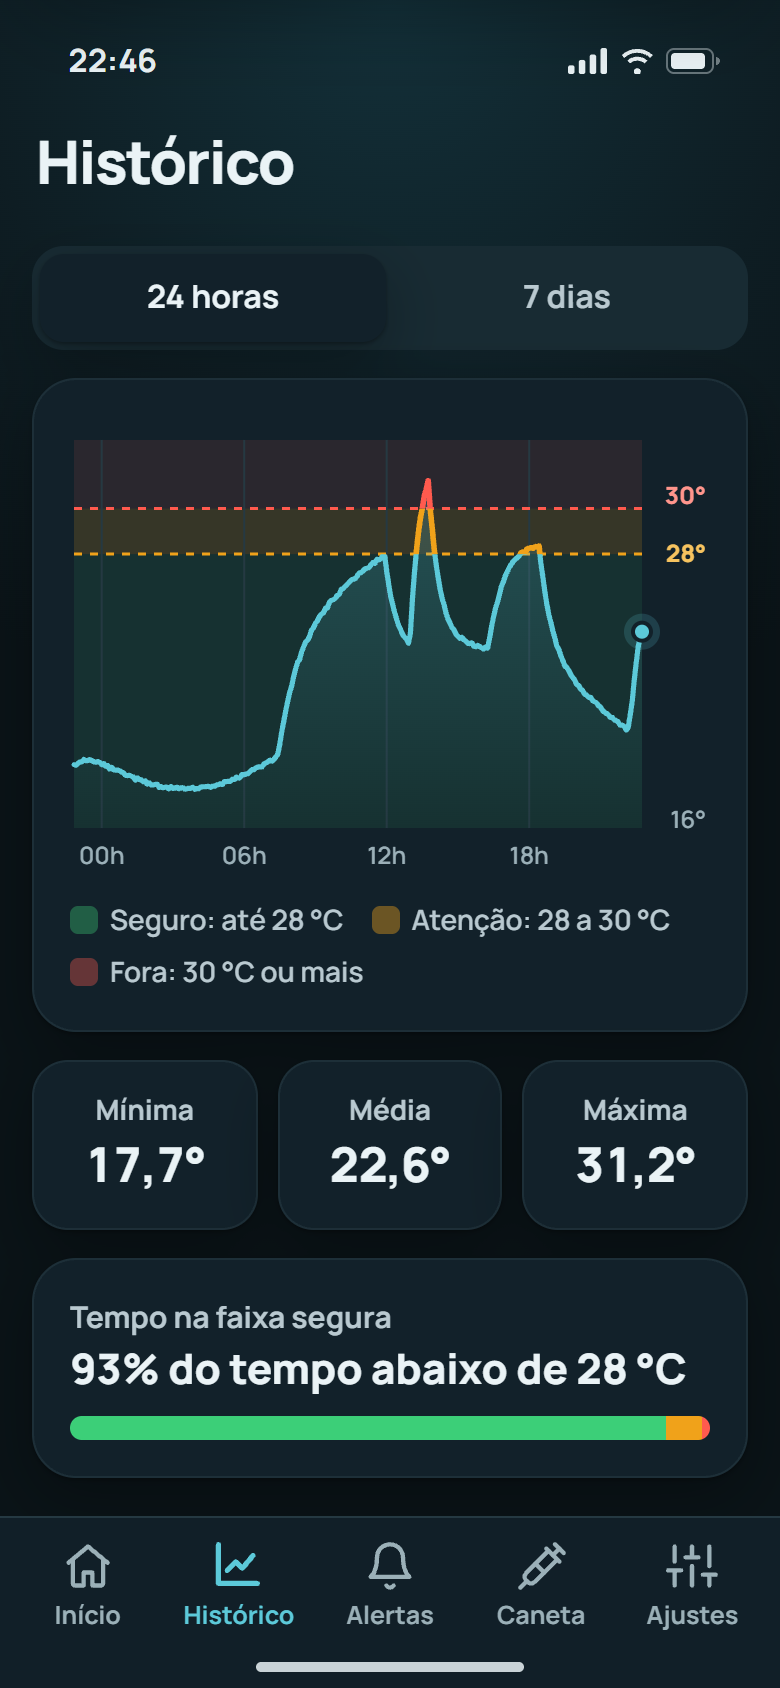 22:46
Histórico
24 horas
7 dias
30°
28°
16°
00h 06h 12h 18h
Seguro: até 28 °C Atenção: 28 a 30 °C
Fora: 30 °C ou mais
Mínima
17,7°
Média
22,6°
Máxima
31,2°
Tempo na faixa segura
93% do tempo abaixo de 28 °C
Início
Histórico
Alertas
Caneta
Ajustes